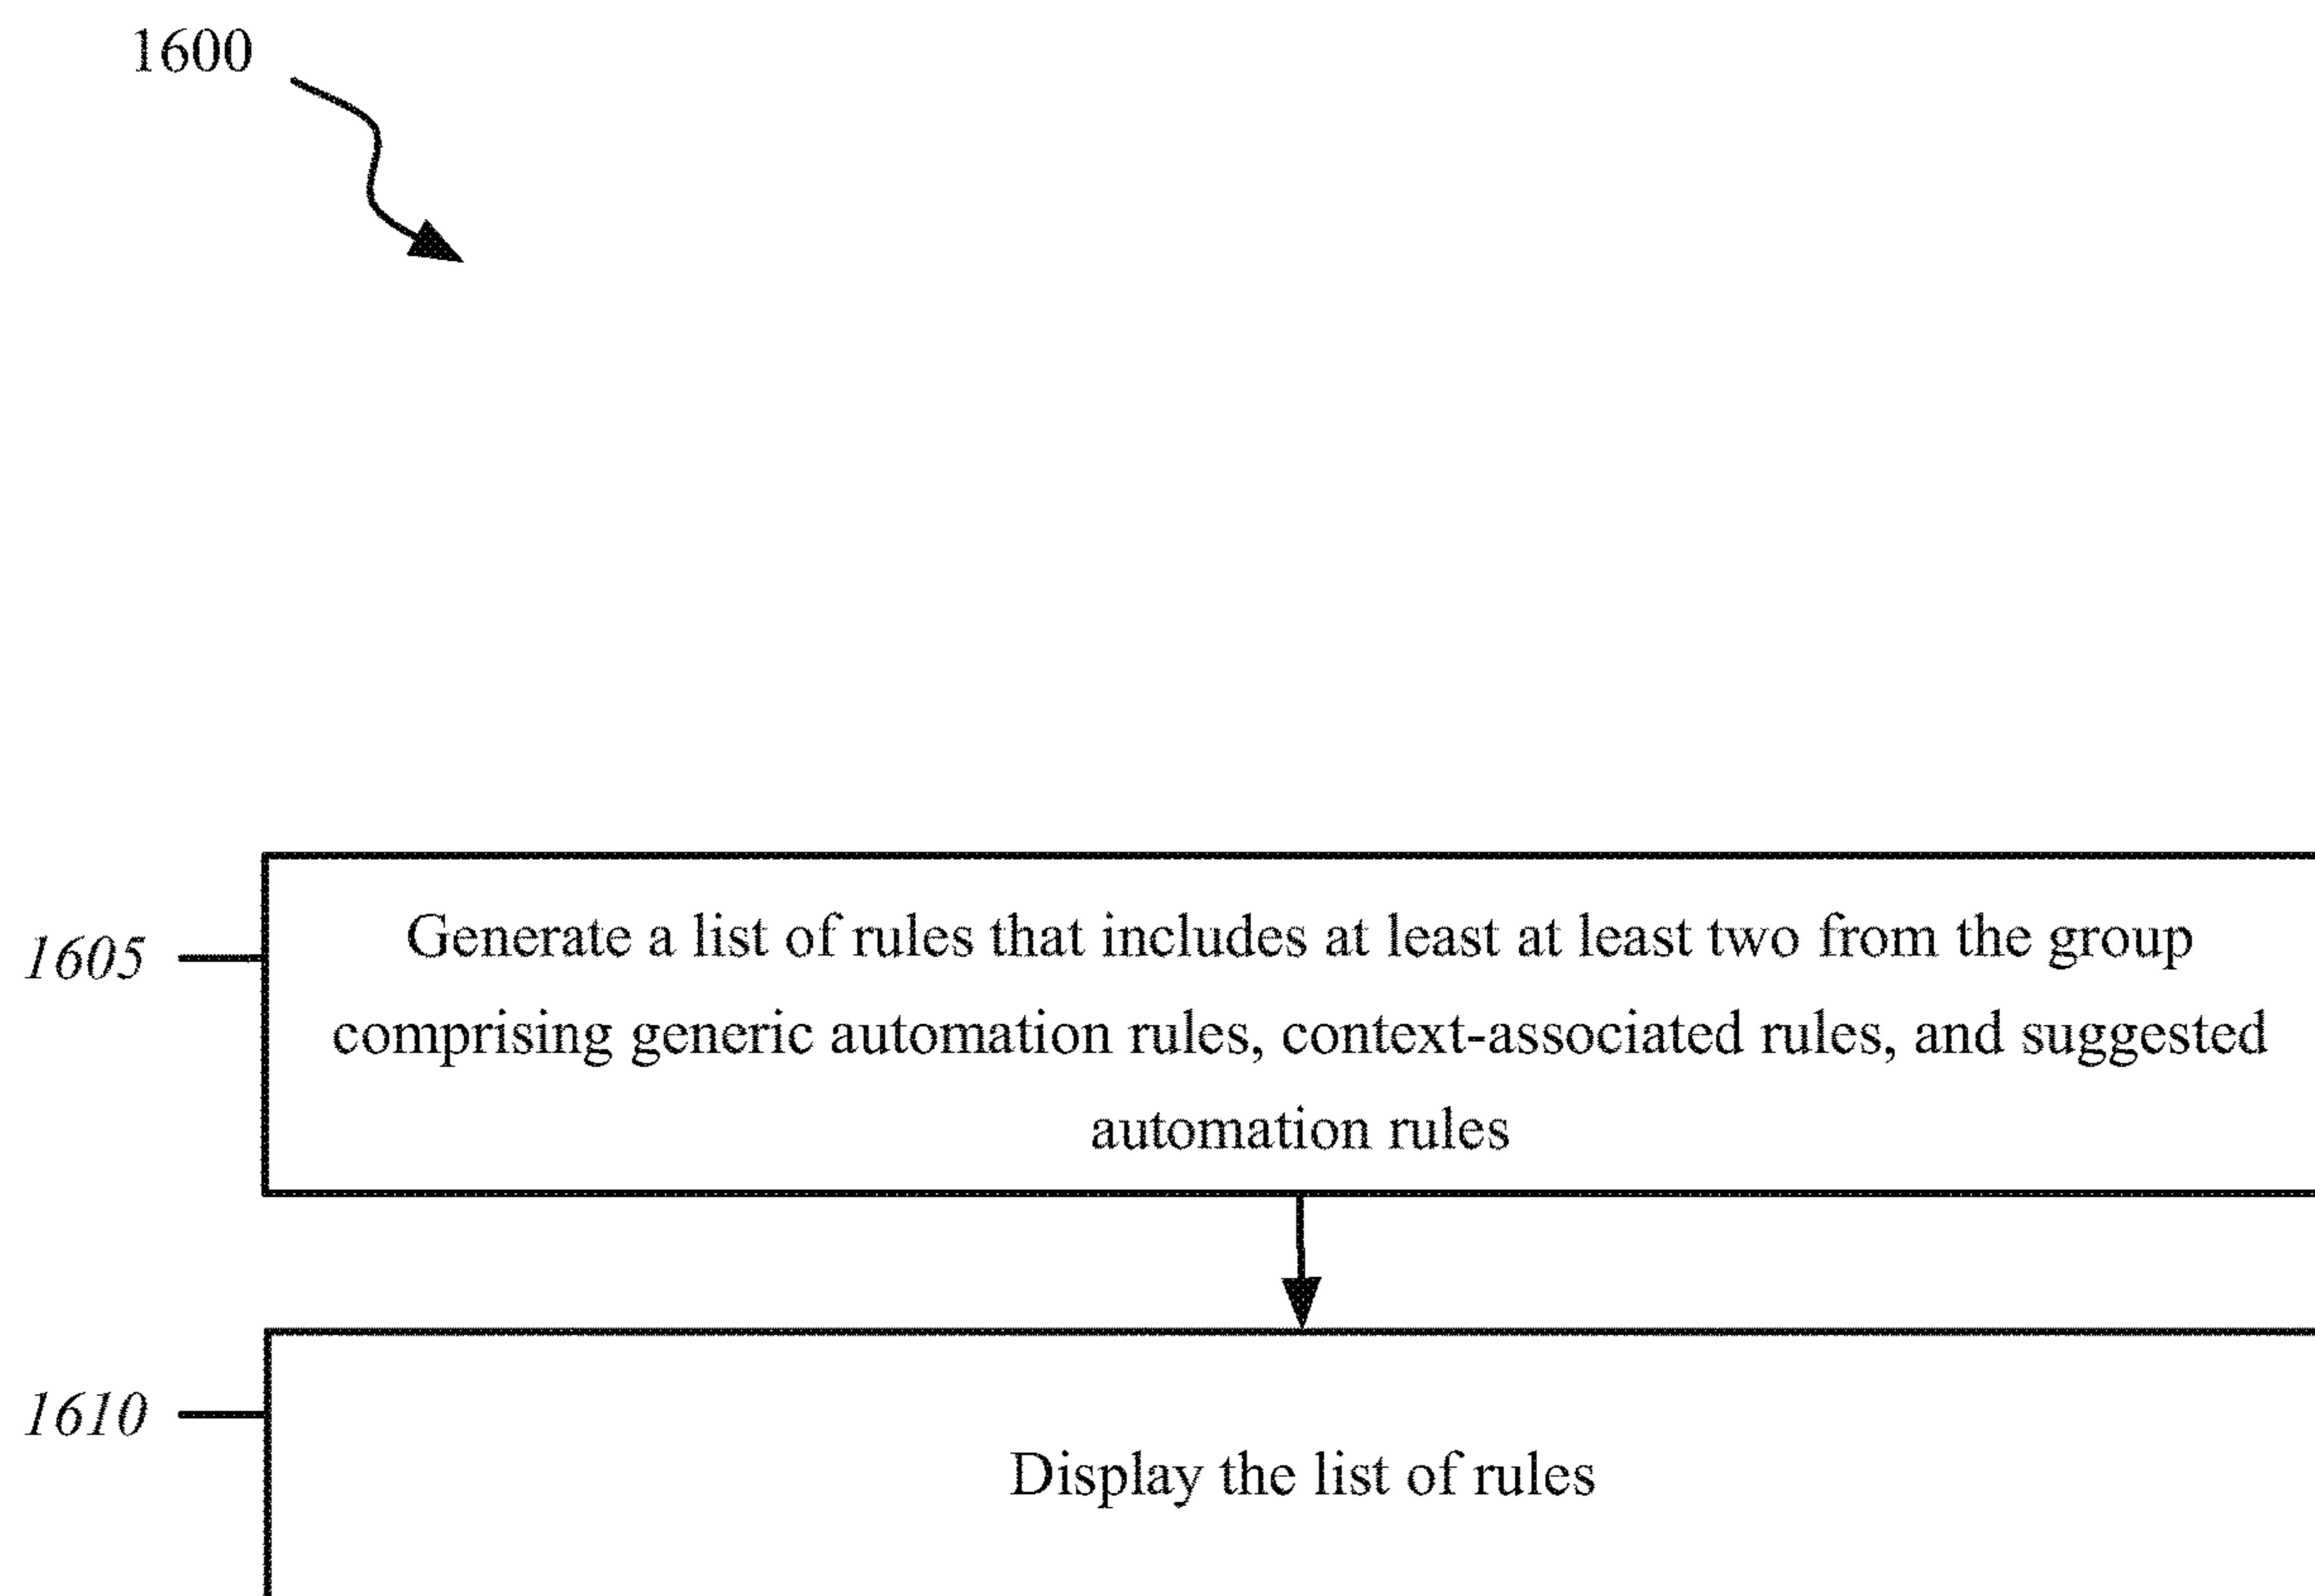 1600
1605
Generate a list of rules that includes at least at least two from the group
comprising generic automation rules, context-associated rules, and suggested
automation rules
1610
Display the list of rules